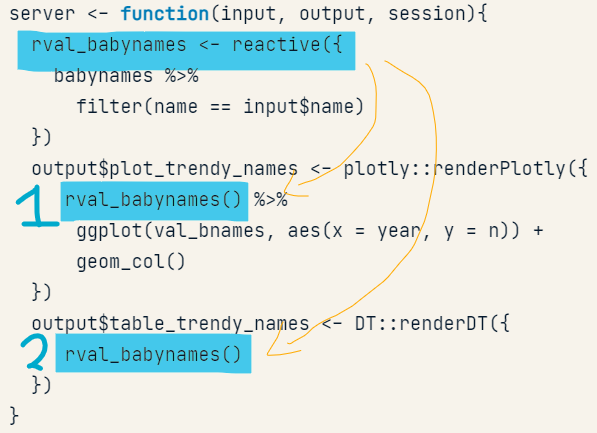 server <- function(input, output, session){
rval_babynames <- reactive({
babynames %>%
filter(name == input$name)
})
output$plot_trendy_names <- plotly::renderPlotly({
1 rval_babynames() %>%
ggplot(val_bnames, aes(x = year, y = n)) +
geom_col()
})
output$table_trendy_names <- DT::renderDT({
2 rval_babynames()
})
}